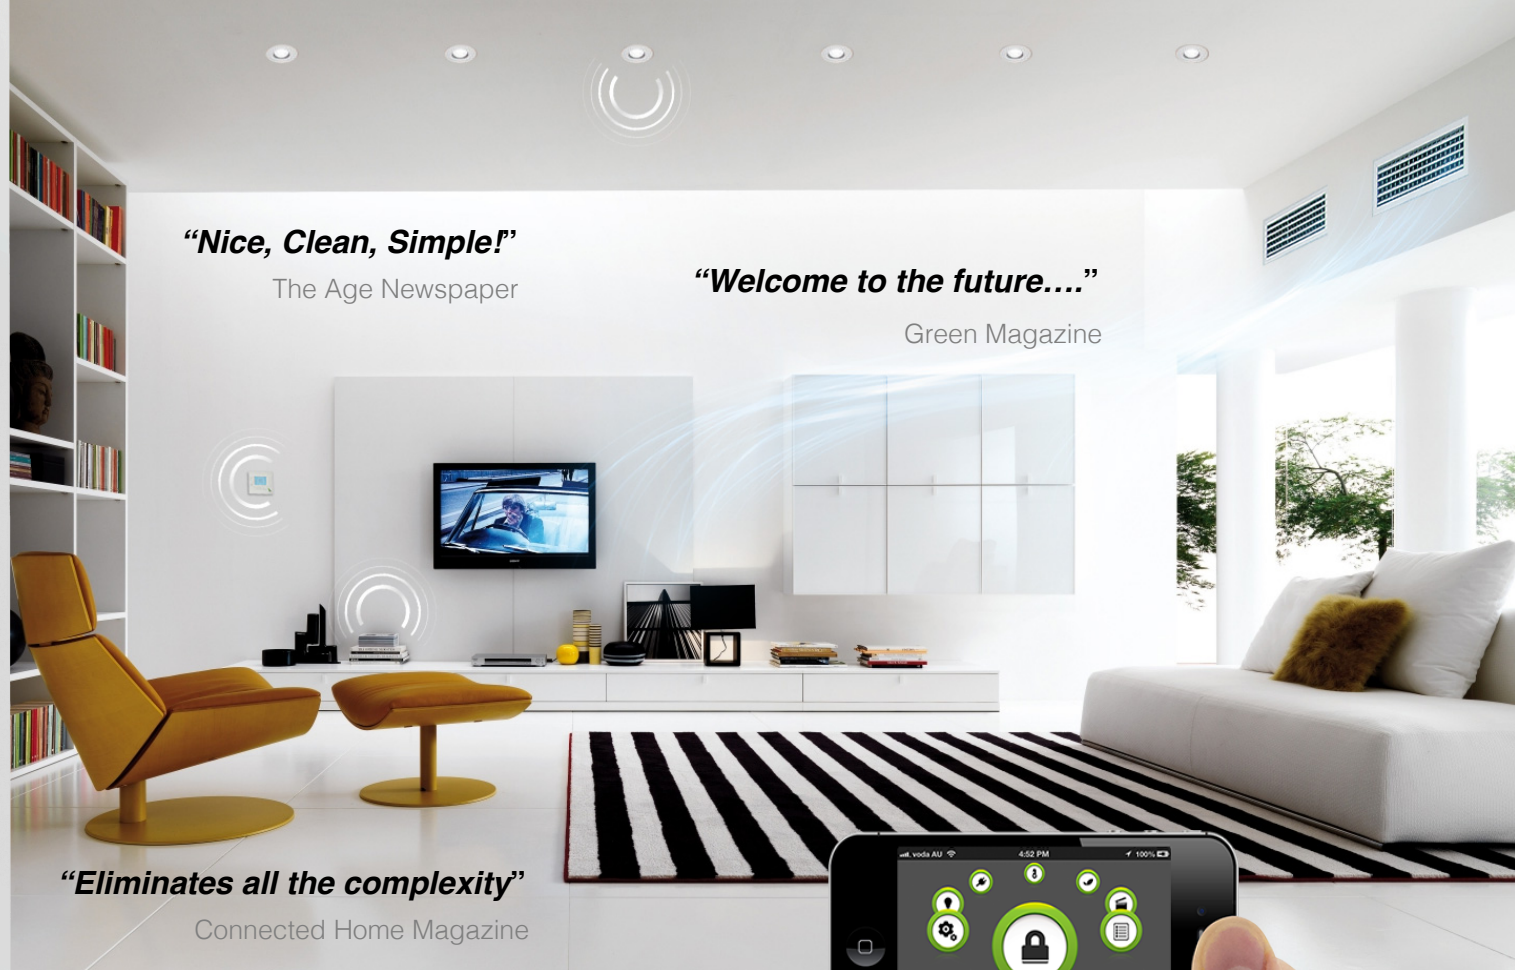 “Nice, Clean, Simple!”
The Age Newspaper
“Welcome to the future....”
Green Magazine
“Eliminates all the complexity”
Connected Home Magazine
voda AU 4:52 PM 100%